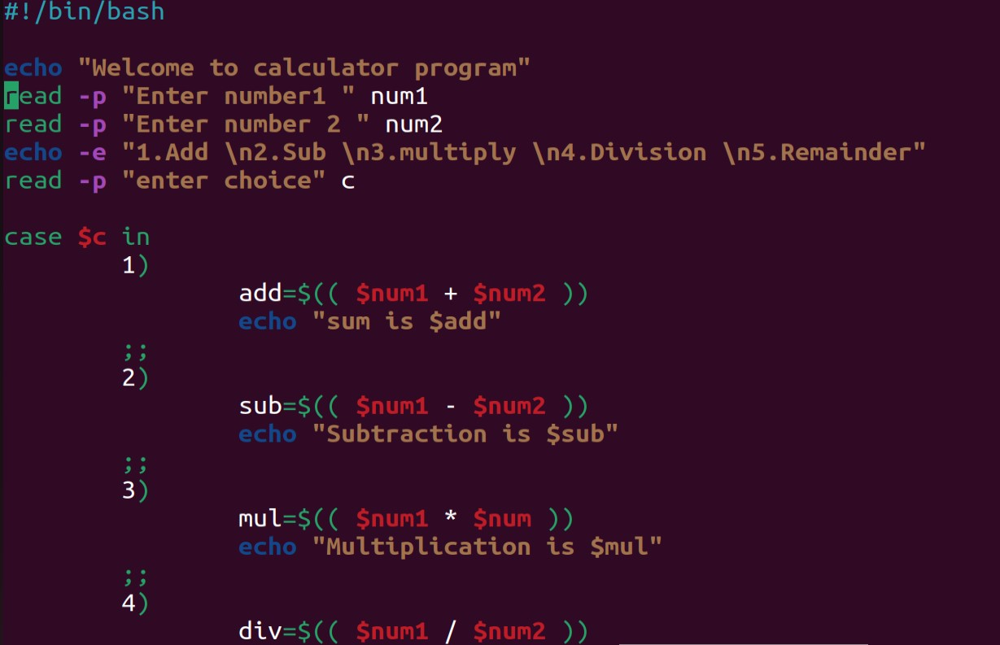 #!/bin/bash
echo "Welcome to calculator program"
read -p "Enter number1 " num1
read -p "Enter number 2 " num2
echo -e "1.Add \n2.Sub \n3.multiply \n4.Division \n5.Remainder"
read -p "enter choice" c
case $c in
1)
add=$(( $num1 + $num2 ))
echo "sum is $add"
;;
2)
sub=$(( $num1 - $num2 ))
echo "Subtraction is $sub"
;;
3)
mul=$(( $num1 * $num ))
echo "Multiplication is $mul"
;;
4)
div=$(( $num1 / $num2 ))